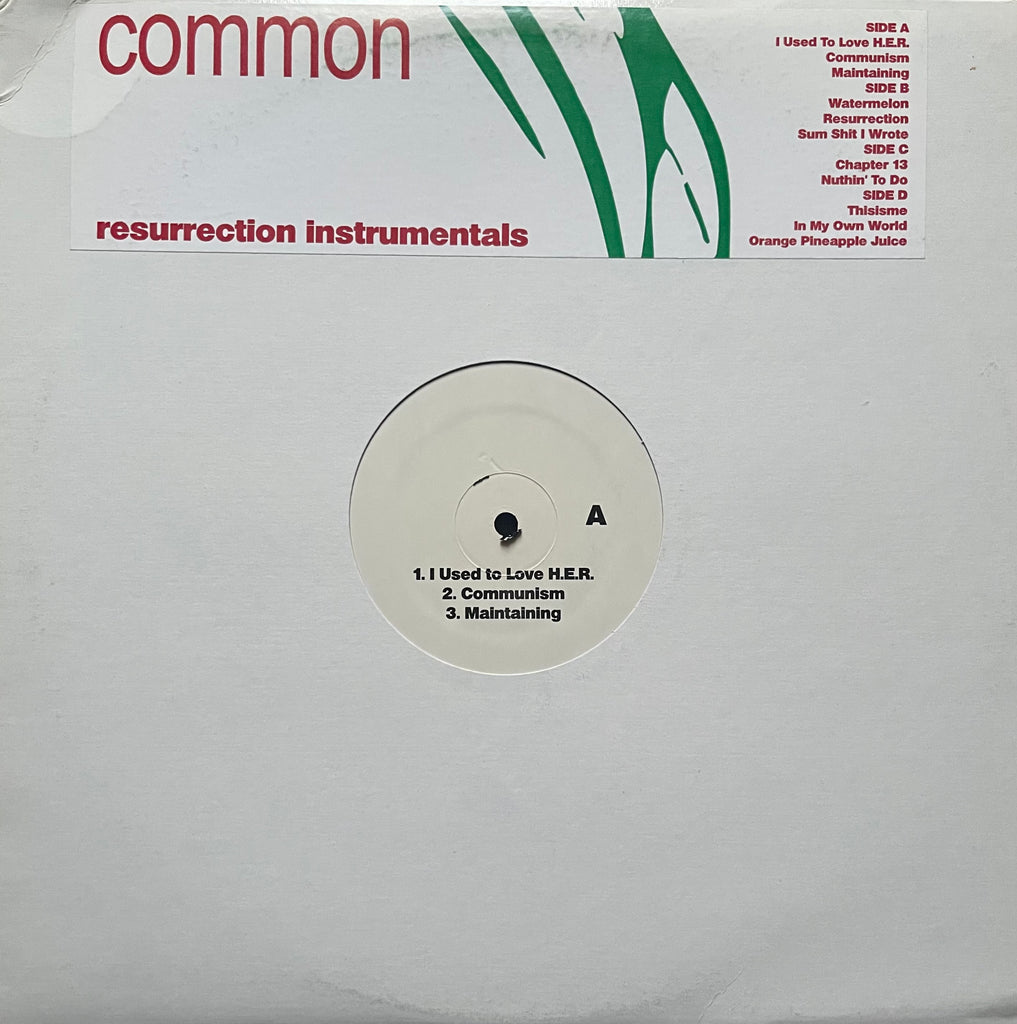 common
resurrection instrumentals
SIDE A
I Used To Love H.E.R.
Communism
Maintaining
SIDE B
Watermelon
Resurrection
Sum Shit I Wrote
SIDE C
Chapter 13
Nuthin' To Do
SIDE D
Thisisme
In My Own World
Orange Pineapple Juice
A
1. I Used to Love H.E.R.
2. Communism
3. Maintaining